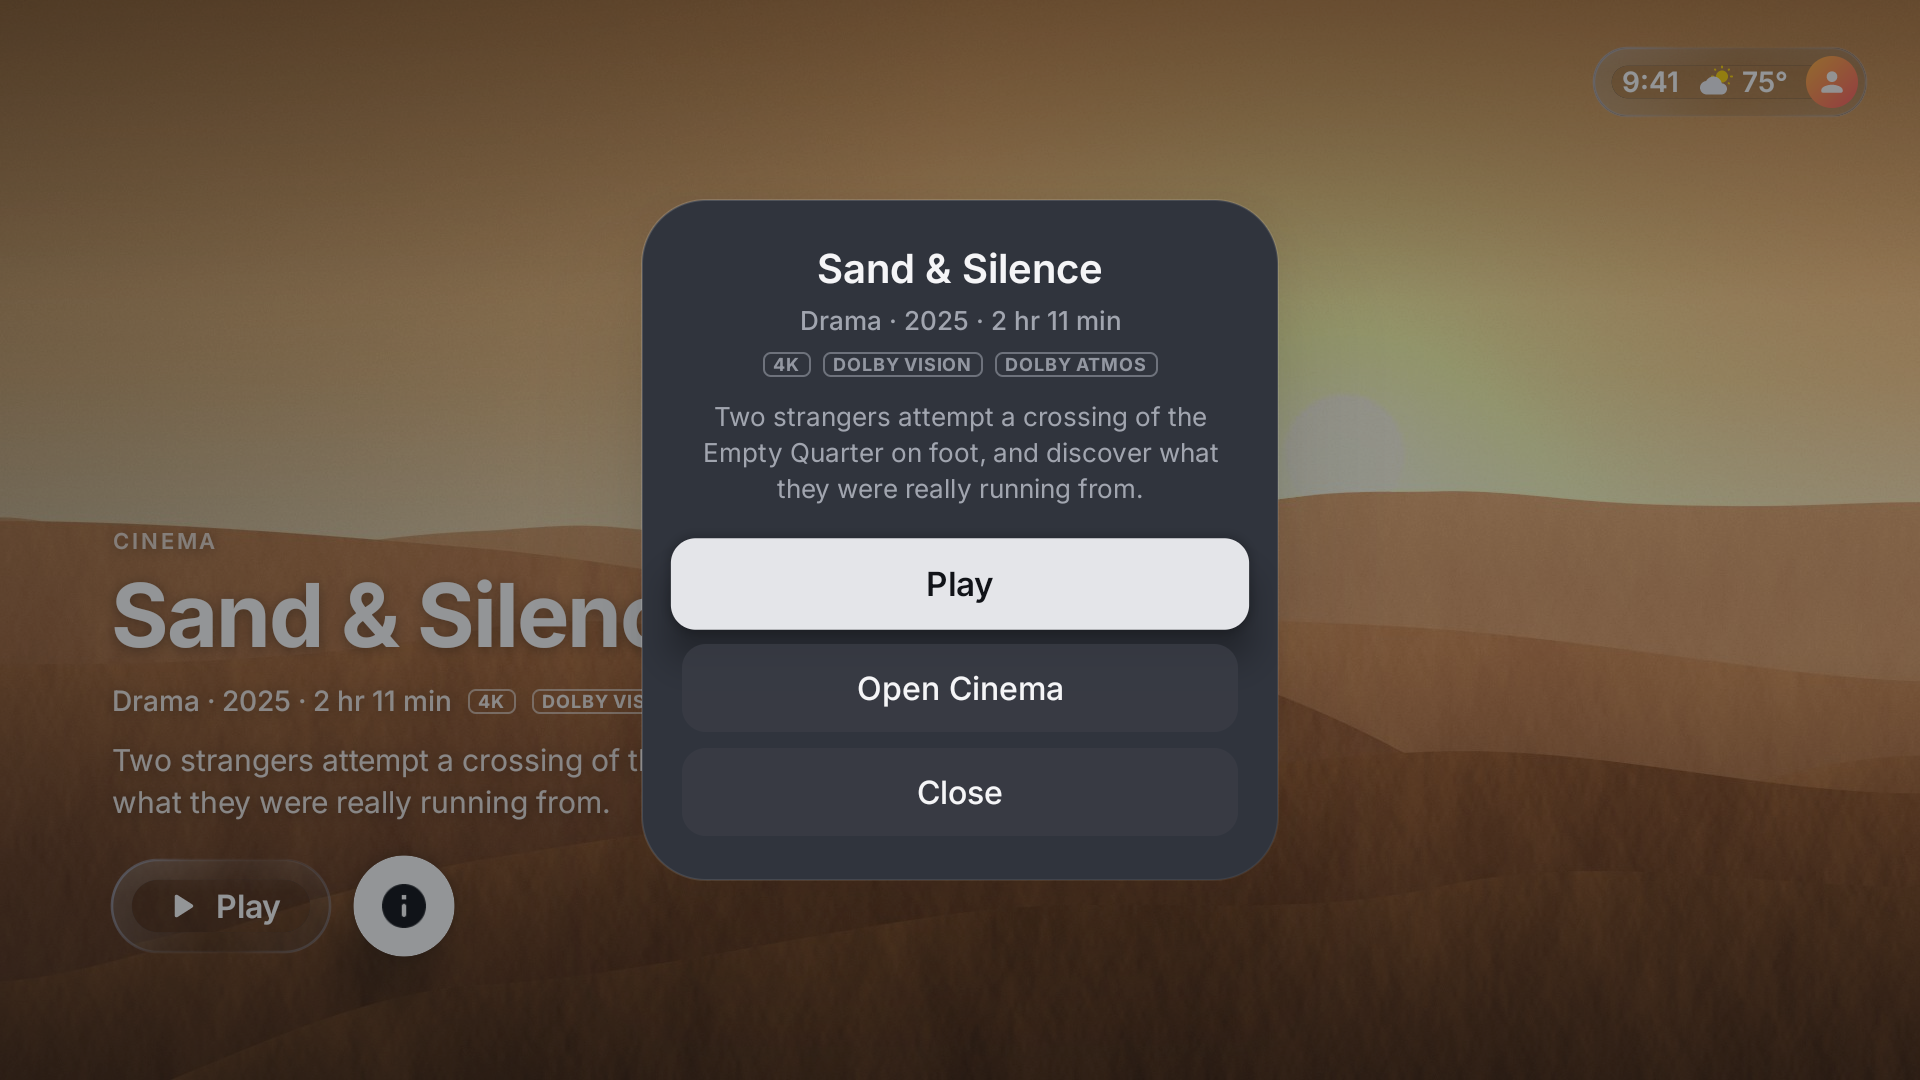 9:41 75°
Sand & Silence
Drama · 2025 · 2 hr 11 min
4K DOLBY VISION DOLBY ATMOS
Two strangers attempt a crossing of the
Empty Quarter on foot, and discover what
they were really running from.
Play
Open Cinema
Close
CINEMA
Sand & Silenc
Drama · 2025 · 2 hr 11 min 4K DOLBY VIS
Two strangers attempt a crossing of
what they were really running from.
Play